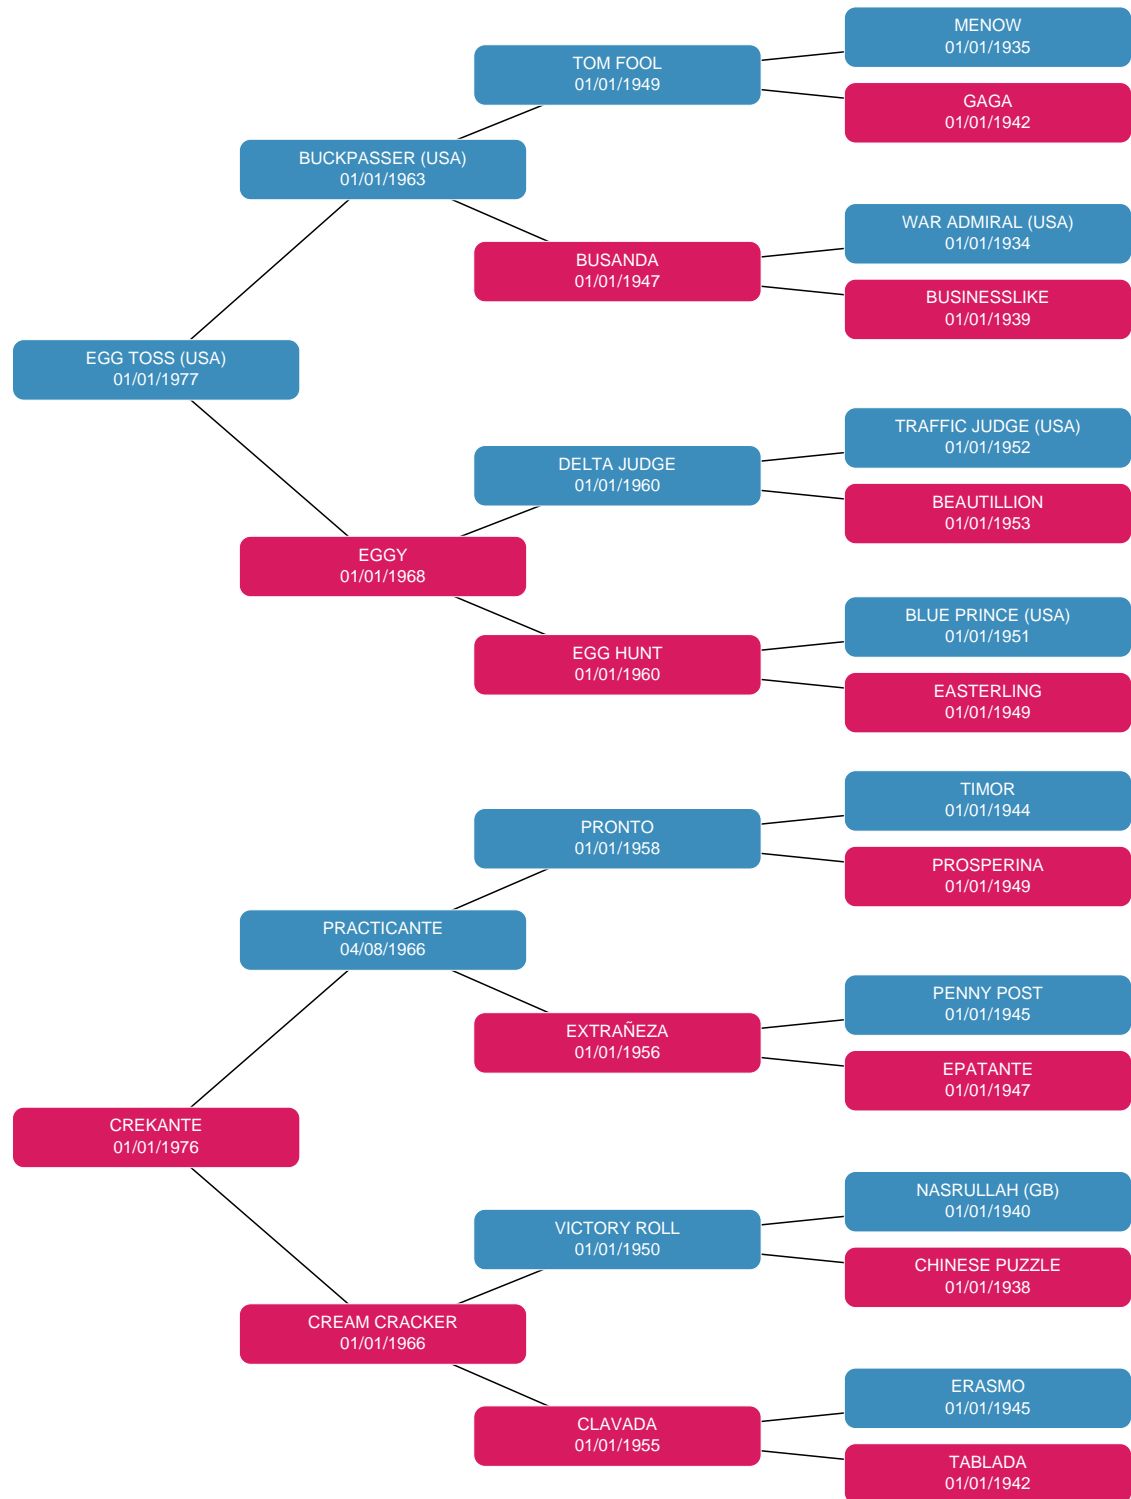 MENOW
01/01/1935
TOM FOOL
01/01/1949
GAGA
01/01/1942
BUCKPASSER (USA)
01/01/1963
WAR ADMIRAL (USA)
01/01/1934
BUSANDA
01/01/1947
BUSINESSLIKE
01/01/1939
EGG TOSS (USA)
01/01/1977
TRAFFIC JUDGE (USA)
01/01/1952
DELTA JUDGE
01/01/1960
BEAUTILLION
01/01/1953
EGGY
01/01/1968
BLUE PRINCE (USA)
01/01/1951
EGG HUNT
01/01/1960
EASTERLING
01/01/1949
TIMOR
01/01/1944
PRONTO
01/01/1958
PROSPERINA
01/01/1949
PRACTICANTE
04/08/1966
PENNY POST
01/01/1945
EXTRAÑEZA
01/01/1956
EPATANTE
01/01/1947
CREKANTE
01/01/1976
NASRULLAH (GB)
01/01/1940
VICTORY ROLL
01/01/1950
CHINESE PUZZLE
01/01/1938
CREAM CRACKER
01/01/1966
ERASMO
01/01/1945
CLAVADA
01/01/1955
TABLADA
01/01/1942